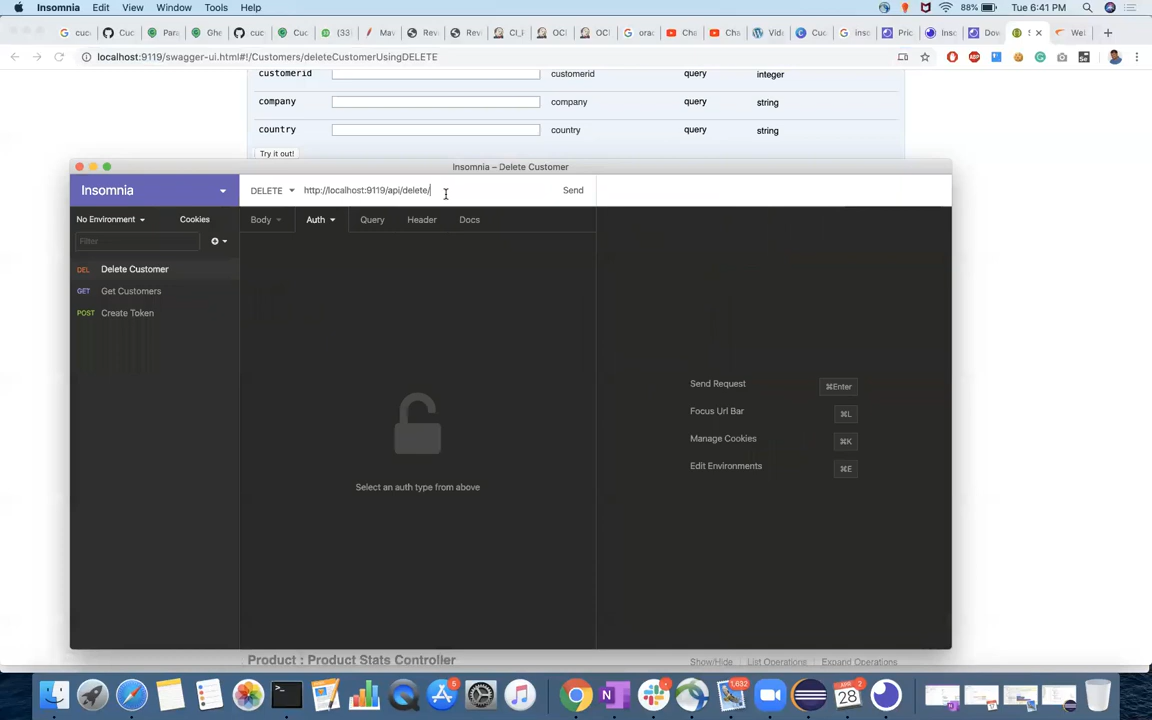 Insomnia Edit View Window Tools Help 88% Tue 6:41 PM
localhost:9119/swagger-ui.html#!/Customers/deleteCustomerUsingDELETE
customerid customerid query integer
company company query string
country country query string
Try it out!
Insomnia – Delete Customer
Insomnia DELETE http://localhost:9119/api/delete/ Send
No Environment Cookies Body Auth Query Header Docs
Filter
DEL Delete Customer
GET Get Customers
POST Create Token
Send Request ⌘Enter
Focus Url Bar ⌘L
Manage Cookies ⌘K
Edit Environments ⌘E
Select an auth type from above
Product : Product Stats Controller Show/Hide List Operations Expand Operations